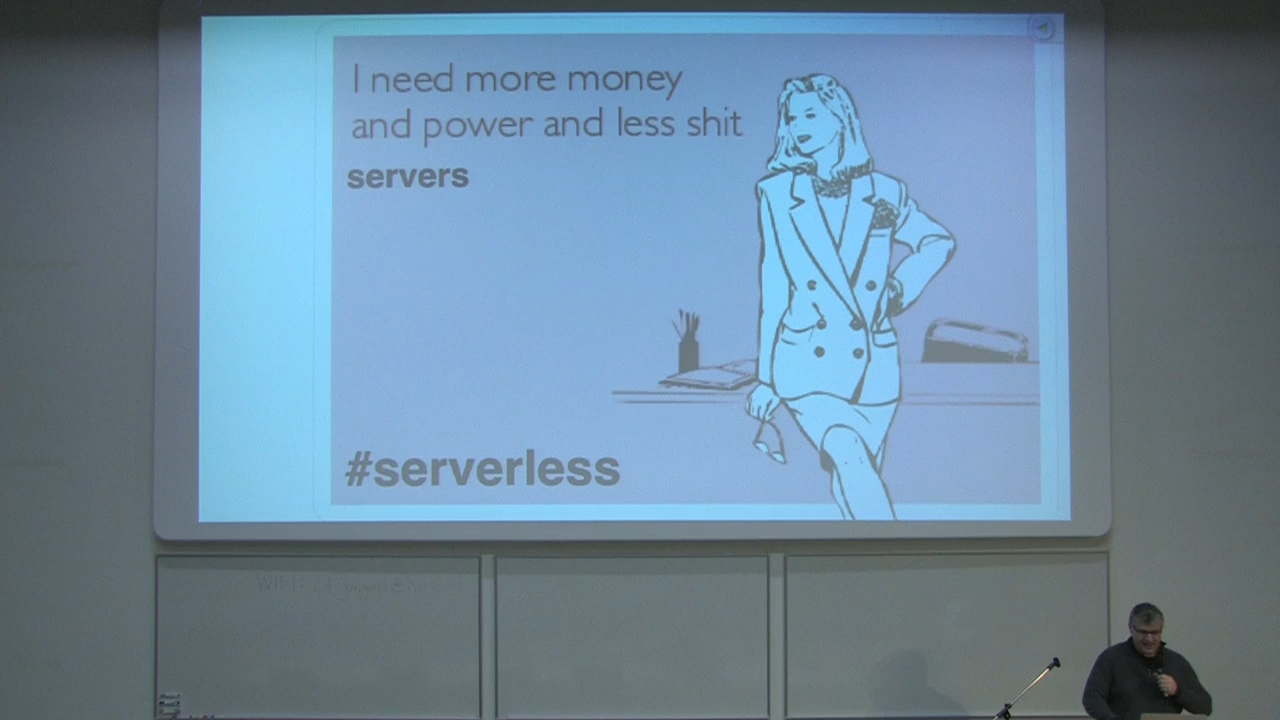 I need more money
and power and less shit
servers
#serverless